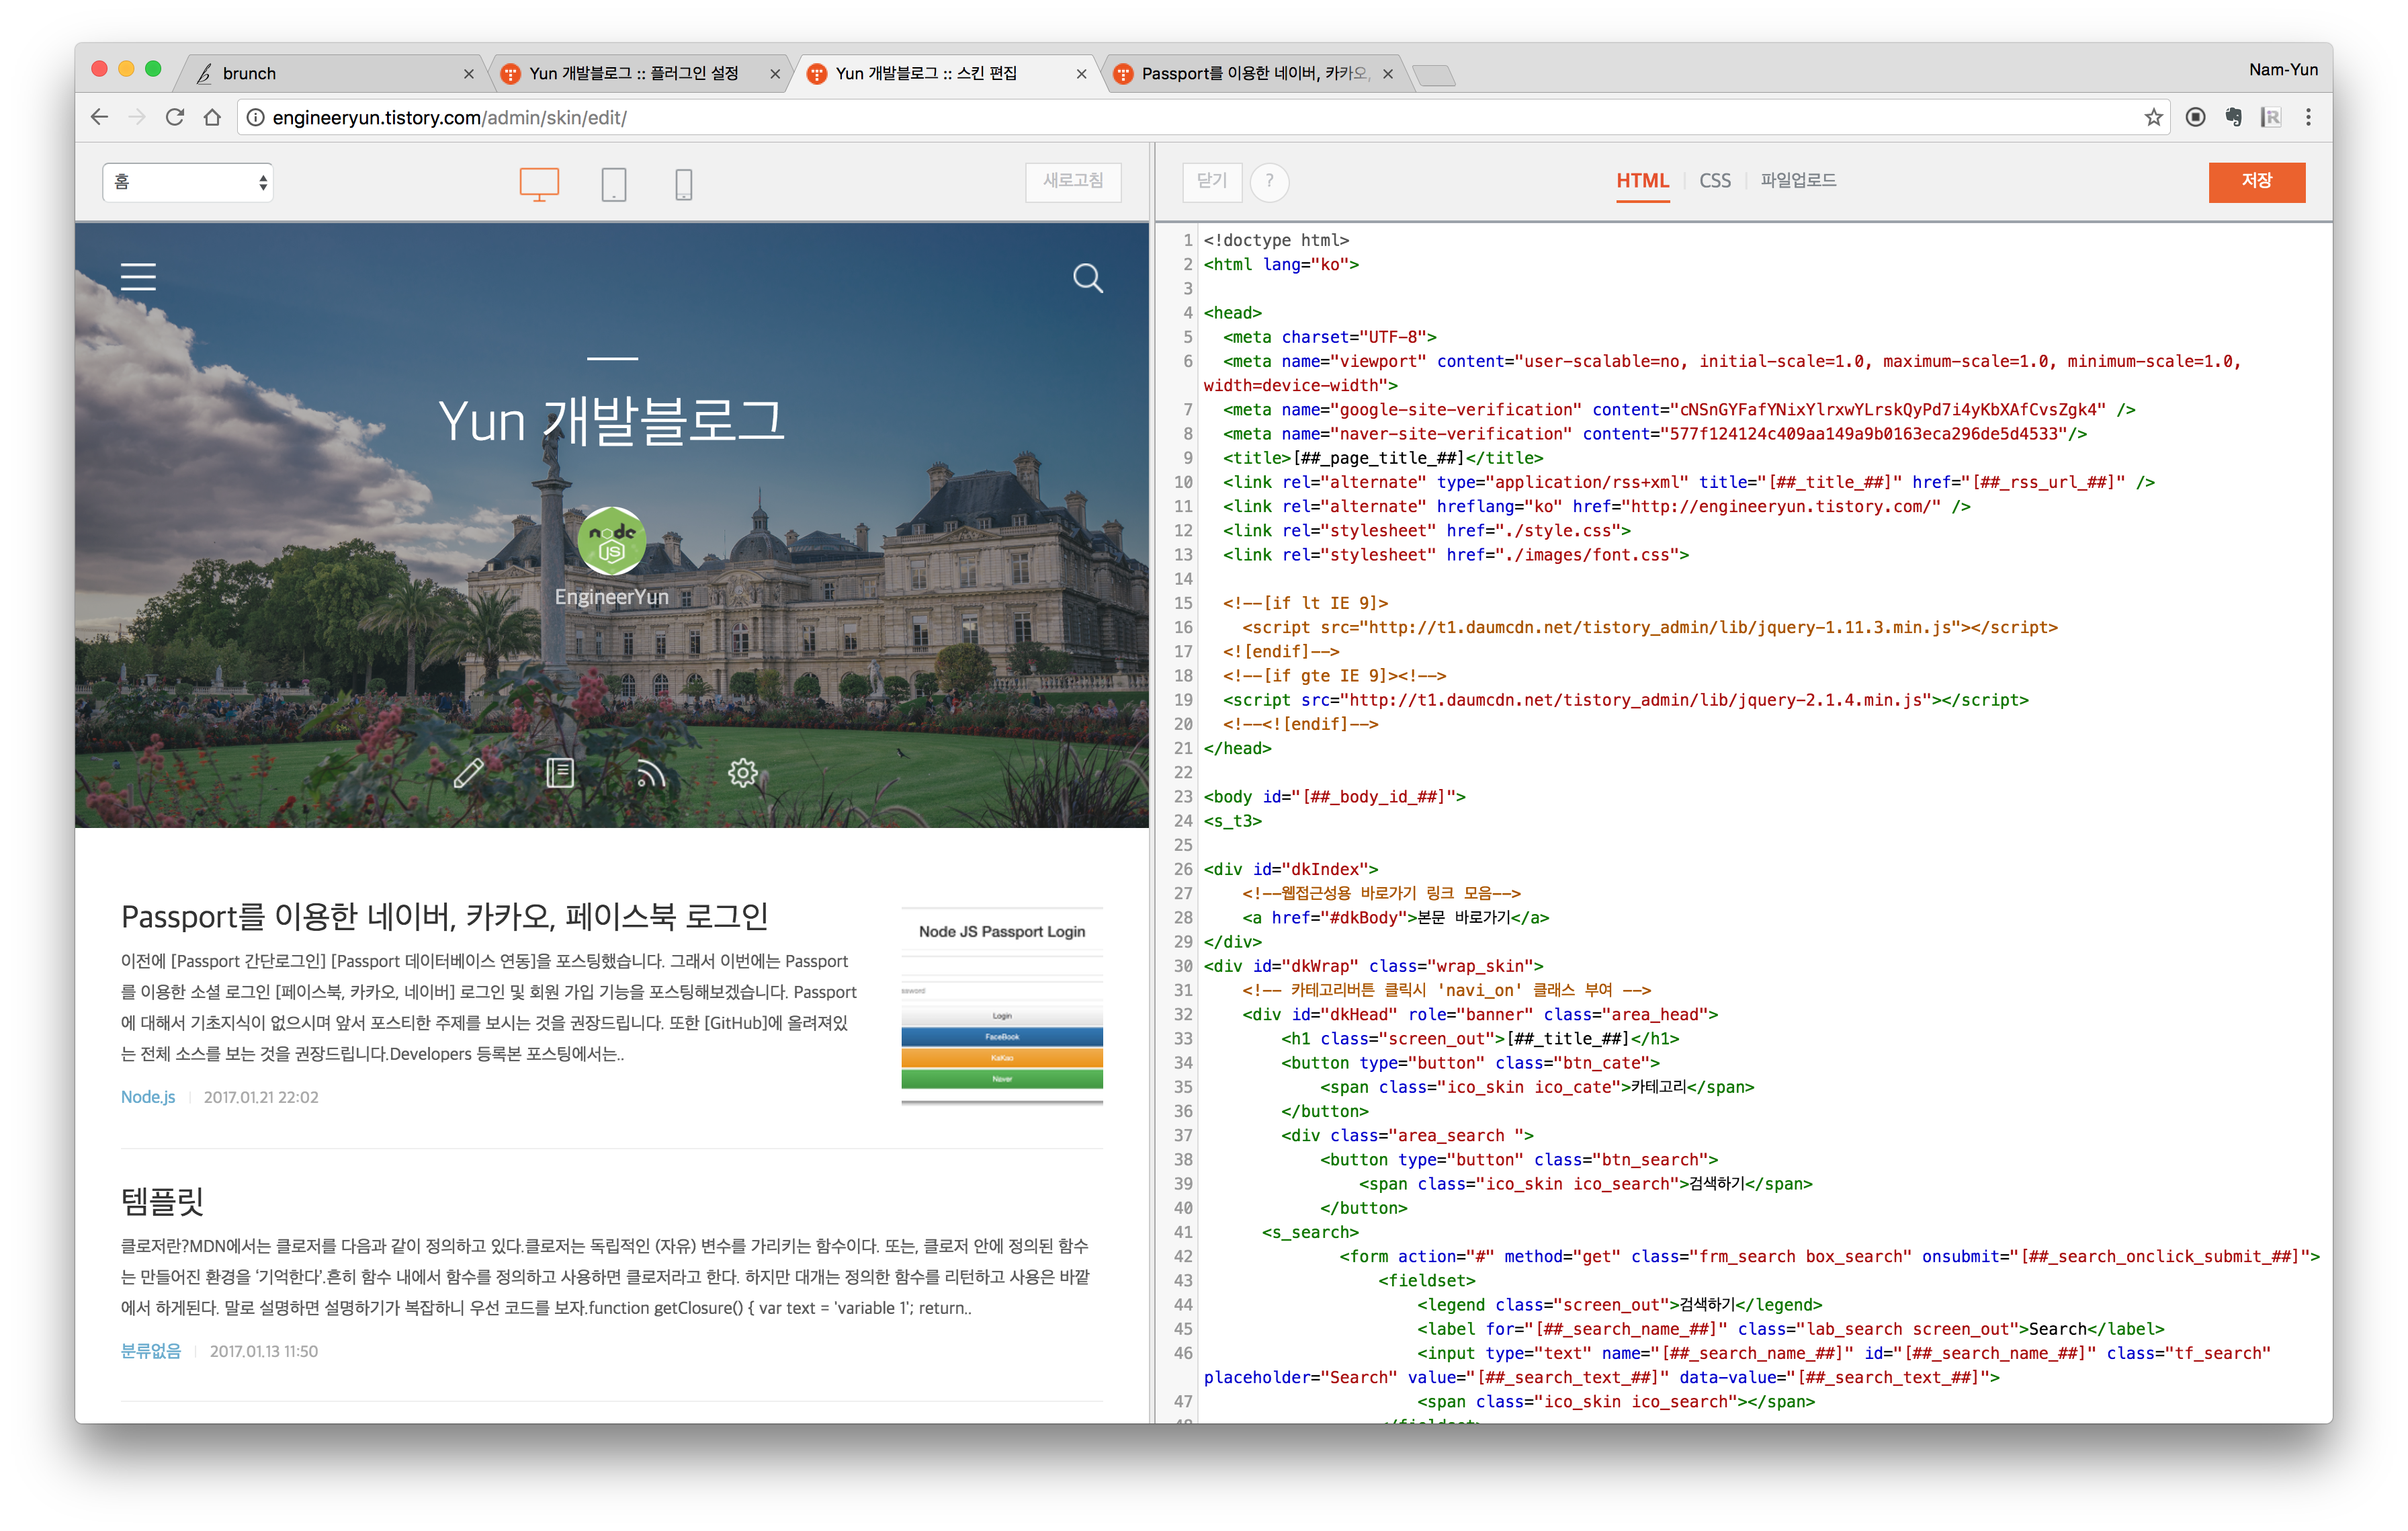 brunch
Yun 개발블로그 :: 플러그인 설정
Yun 개발블로그 :: 스킨 편집
Passport를 이용한 네이버, 카카오,
Nam-Yun
engineeryun.tistory.com/admin/skin/edit/
홈
새로고침
닫기
?
HTML
CSS
파일업로드
저장
Yun 개발블로그
node
JS
EngineerYun
Passport를 이용한 네이버, 카카오, 페이스북 로그인
이전에 [Passport 간단로그인] [Passport 데이터베이스 연동]을 포스팅했습니다. 그래서 이번에는 Passport
를 이용한 소셜 로그인 [페이스북, 카카오, 네이버] 로그인 및 회원 가입 기능을 포스팅해보겠습니다. Passport
에 대해서 기초지식이 없으시며 앞서 포스티한 주제를 보시는 것을 권장드립니다. 또한 [GitHub]에 올려져있
는 전체 소스를 보는 것을 권장드립니다.Developers 등록본 포스팅에서는..
Node.js
2017.01.21 22:02
Node JS Passport Login
ssword
Login
FaceBook
KaKao
Naver
템플릿
클로저란?MDN에서는 클로저를 다음과 같이 정의하고 있다.클로저는 독립적인 (자유) 변수를 가리키는 함수이다. 또는, 클로저 안에 정의된 함수
는 만들어진 환경을 ‘기억한다’.흔히 함수 내에서 함수를 정의하고 사용하면 클로저라고 한다. 하지만 대개는 정의한 함수를 리턴하고 사용은 바깥
에서 하게된다. 말로 설명하면 설명하기가 복잡하니 우선 코드를 보자.function getClosure() { var text = 'variable 1'; return..
분류없음
2017.01.13 11:50
1 <!doctype html>
2 <html lang="ko">
3
4 <head>
5 <meta charset="UTF-8">
6 <meta name="viewport" content="user-scalable=no, initial-scale=1.0, maximum-scale=1.0, minimum-scale=1.0,
width=device-width">
7 <meta name="google-site-verification" content="cNSnGYFafYNixYlrxwYLrskQyPd7i4yKbXAfCvsZgk4" />
8 <meta name="naver-site-verification" content="577f124124c409aa149a9b0163eca296de5d4533"/>
9 <title>[##_page_title_##]</title>
10 <link rel="alternate" type="application/rss+xml" title="[##_title_##]" href="[##_rss_url_##]" />
11 <link rel="alternate" hreflang="ko" href="http://engineeryun.tistory.com/" />
12 <link rel="stylesheet" href="./style.css">
13 <link rel="stylesheet" href="./images/font.css">
14
15 <!--[if lt IE 9]>
16 <script src="http://t1.daumcdn.net/tistory_admin/lib/jquery-1.11.3.min.js"></script>
17 <![endif]-->
18 <!--[if gte IE 9]><!-->
19 <script src="http://t1.daumcdn.net/tistory_admin/lib/jquery-2.1.4.min.js"></script>
20 <!--<![endif]-->
21 </head>
22
23 <body id="[##_body_id_##]">
24 <s_t3>
25
26 <div id="dkIndex">
27 <!--웹접근성용 바로가기 링크 모음-->
28 <a href="#dkBody">본문 바로가기</a>
29 </div>
30 <div id="dkWrap" class="wrap_skin">
31 <!-- 카테고리버튼 클릭시 'navi_on' 클래스 부여 -->
32 <div id="dkHead" role="banner" class="area_head">
33 <h1 class="screen_out">[##_title_##]</h1>
34 <button type="button" class="btn_cate">
35 <span class="ico_skin ico_cate">카테고리</span>
36 </button>
37 <div class="area_search ">
38 <button type="button" class="btn_search">
39 <span class="ico_skin ico_search">검색하기</span>
40 </button>
41 <s_search>
42 <form action="#" method="get" class="frm_search box_search" onsubmit="[##_search_onclick_submit_##]">
43 <fieldset>
44 <legend class="screen_out">검색하기</legend>
45 <label for="[##_search_name_##]" class="lab_search screen_out">Search</label>
46 <input type="text" name="[##_search_name_##]" id="[##_search_name_##]" class="tf_search"
placeholder="Search" value="[##_search_text_##]" data-value="[##_search_text_##]">
47 <span class="ico_skin ico_search"></span>
48 </fieldset>